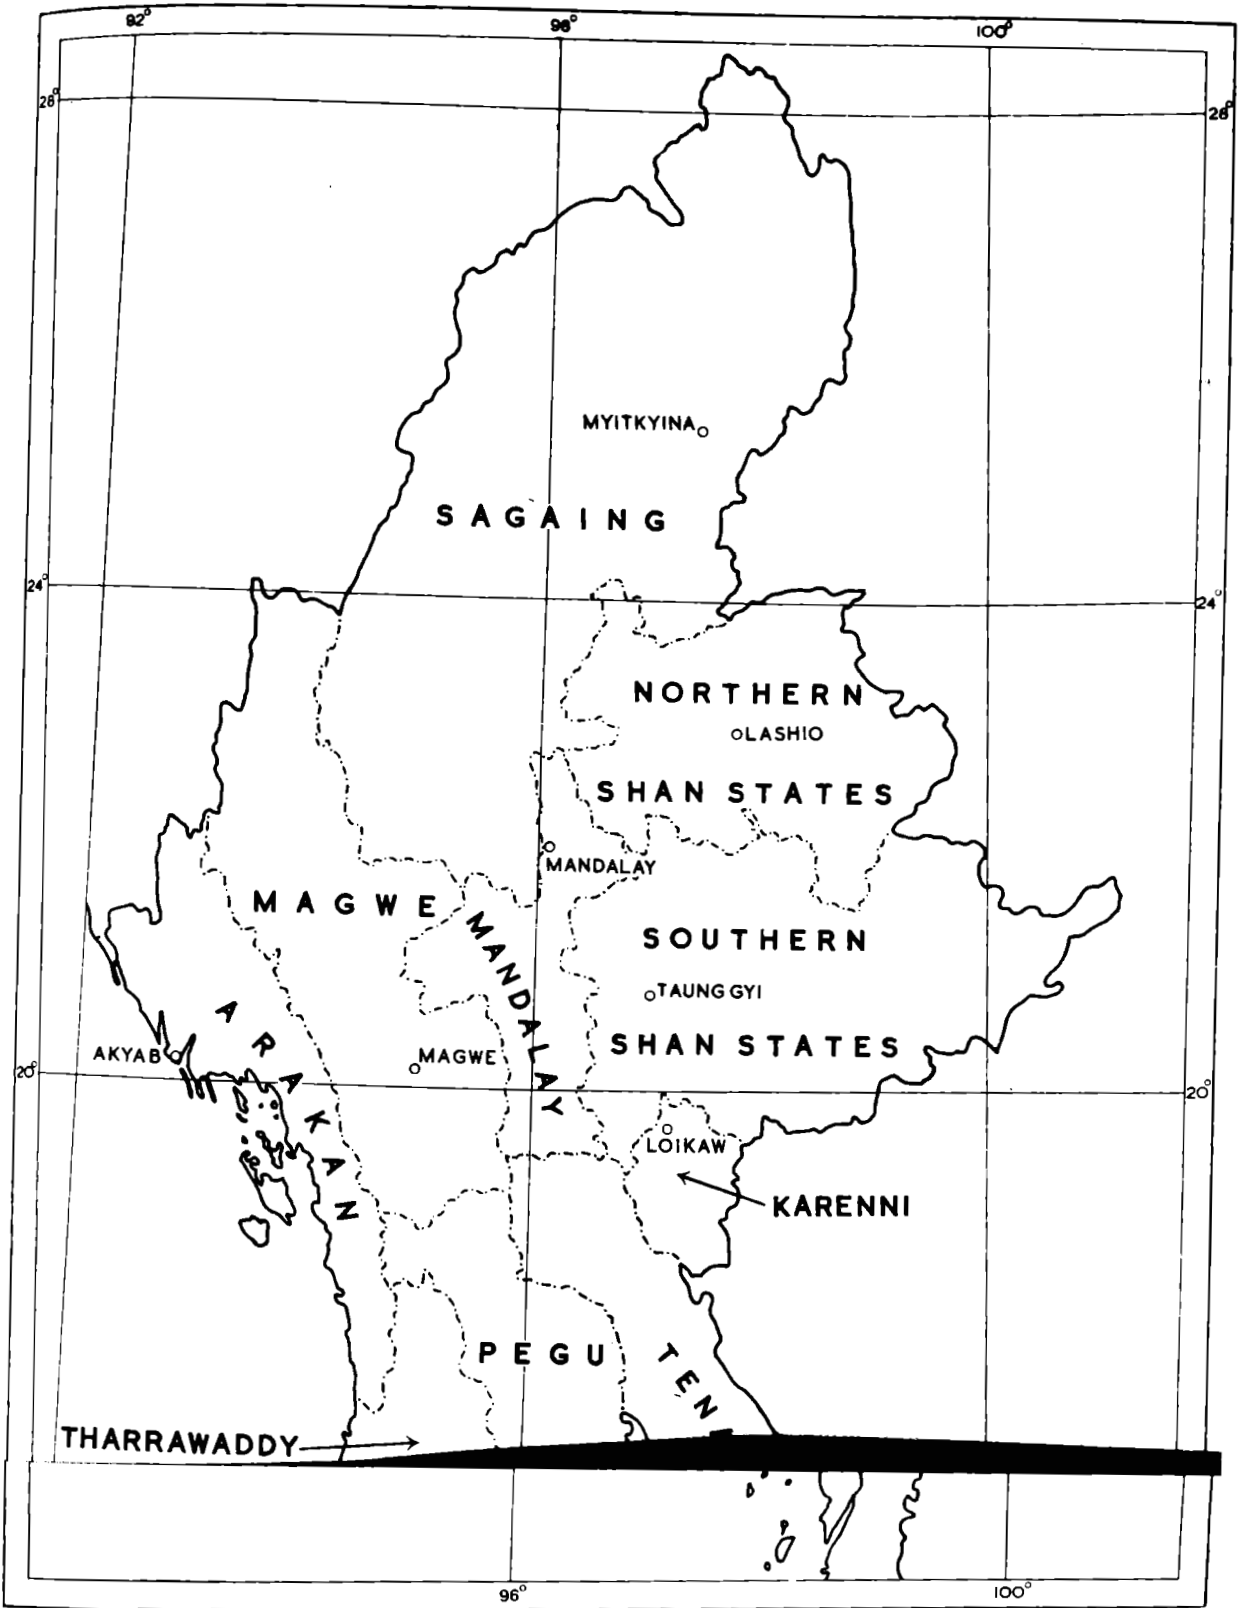 92° 96° 100°
28° 28°
MYITKYINA
SAGAING
24° 24°
NORTHERN
LASHIO
SHAN STATES
MANDALAY
MAGWE
MANDALAY
SOUTHERN
TAUNG GYI
SHAN STATES
ARAKAN
AKYAB
MAGWE
20° 20°
LOIKAW
KARENNI
PEGU
TEN
THARRAWADDY
96° 100°